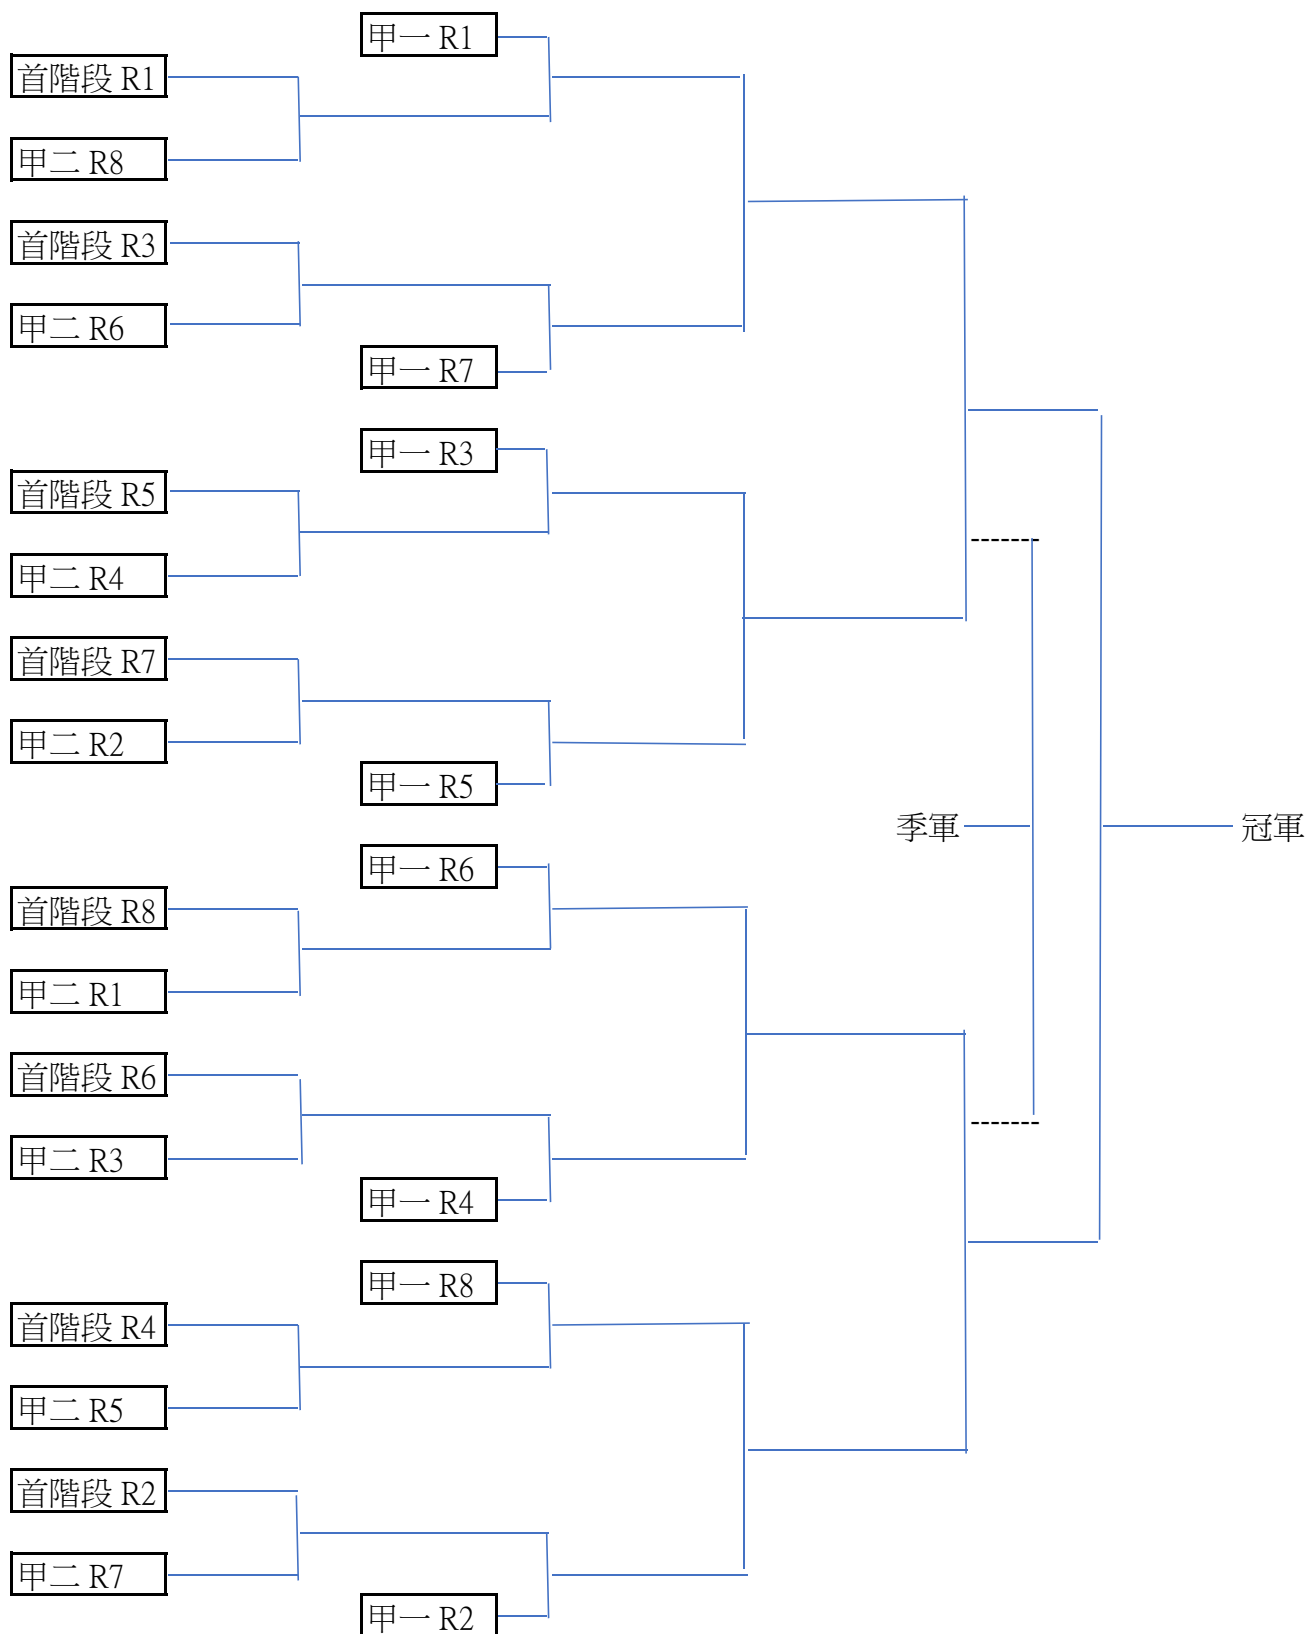 甲一 R1
首階段 R1
甲二 R8
首階段 R3
甲二 R6
甲一 R7
甲一 R3
首階段 R5
甲二 R4
首階段 R7
甲二 R2
甲一 R5
季軍
冠軍
甲一 R6
首階段 R8
甲二 R1
首階段 R6
甲二 R3
甲一 R4
甲一 R8
首階段 R4
甲二 R5
首階段 R2
甲二 R7
甲一 R2